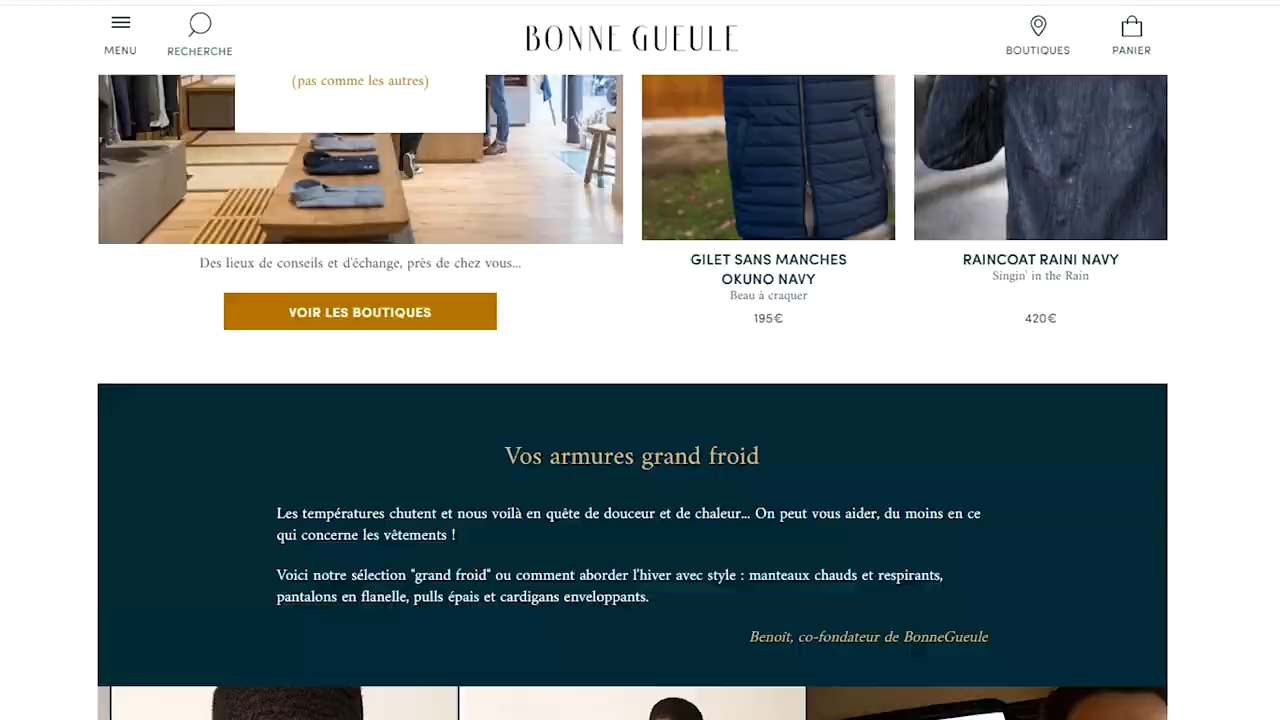 MENU
RECHERCHE
BONNE GUEULE
BOUTIQUES
PANIER
(pas comme les autres)
Des lieux de conseils et d'échange, près de chez vous...
VOIR LES BOUTIQUES
GILET SANS MANCHES
OKUNO NAVY
Beau à craquer
195€
RAINCOAT RAINI NAVY
Singin' in the Rain
420€
Vos armures grand froid
Les températures chutent et nous voilà en quête de douceur et de chaleur... On peut vous aider, du moins en ce
qui concerne les vêtements !
Voici notre sélection "grand froid" ou comment aborder l'hiver avec style : manteaux chauds et respirants,
pantalons en flanelle, pulls épais et cardigans enveloppants.
Benoît, co-fondateur de BonneGueule